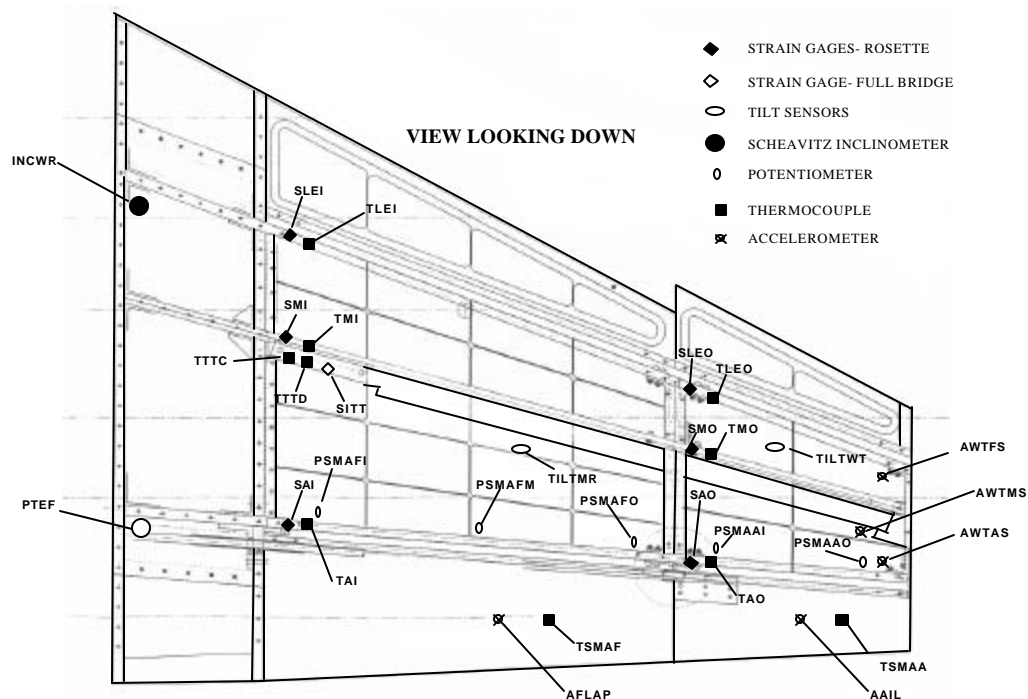 STRAIN GAGES- ROSETTE
STRAIN GAGE- FULL BRIDGE
TILT SENSORS
SCHEAVITZ INCLINOMETER
POTENTIOMETER
THERMOCOUPLE
ACCELEROMETER
VIEW LOOKING DOWN
INCWR
SLEI
TLEI
SMI
TMI
TTTC
TTTD
SITT
SLEO
TLEO
SMO
TMO
TILTWT
AWTFS
PSMAFI
SAI
TILTMR
PSMAFM
PSMAFO
SAO
AWTMS
PTEF
PSMAAI
PSMAAO
AWTAS
TAI
TAO
TSMAF
TSMAA
AFLAP
AAIL